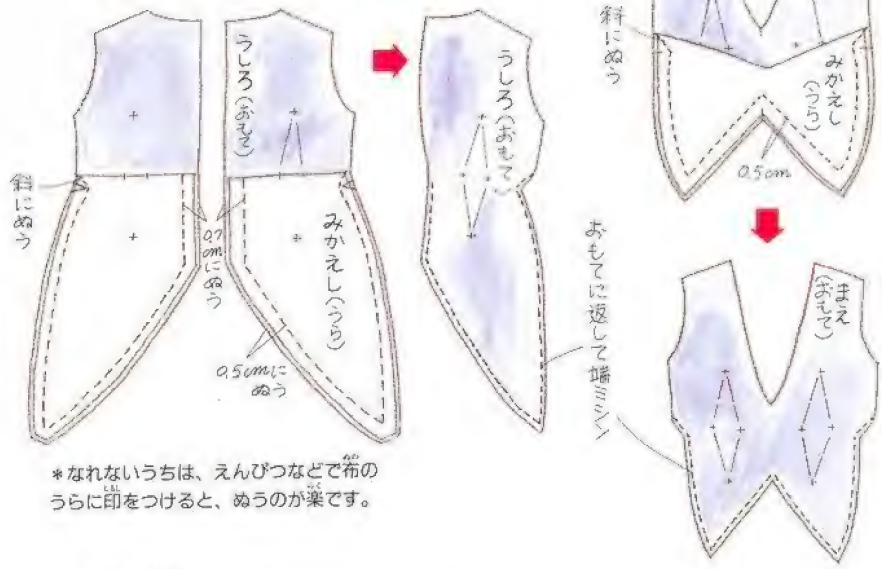 うしろ(おもて)
斜にぬう
0.7cmにぬう
みかえし(うら)
0.5cmにぬう
うしろ(おもて)
おもてに返して端ミシン
斜にぬう
みかえし(うら)
0.5cm
まえ(おもて)
*なれないうちは、えんぴつなどで布の
うらに印をつけると、ぬうのが楽です。